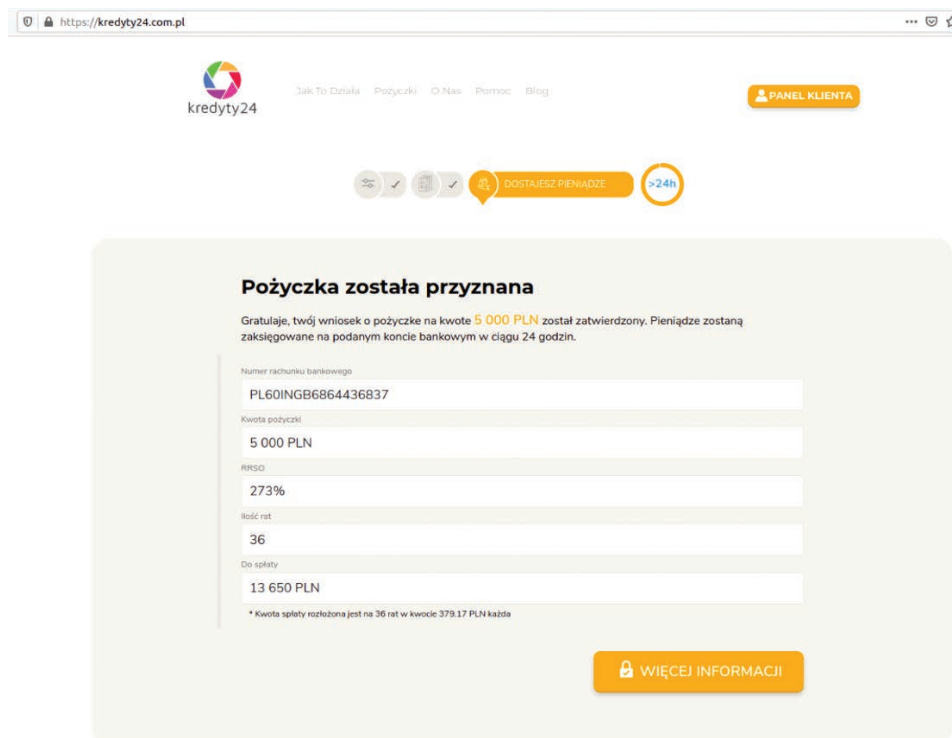 https://kredyty24.com.pl
kredyty24
Jak To Działa Pożyczki O Nas Pomoc Blog
PANEL KLIENTA
DOSTAJESZ PIENIĄDZE
>24h
Pożyczka została przyznana
Gratulaje, twój wniosek o pożyczke na kwote 5 000 PLN został zatwierdzony. Pieniądze zostaną
zaksięgowane na podanym koncie bankowym w ciągu 24 godzin.
Numer rachunku bankowego
PL60INGB6864436837
Kwota pożyczki
5 000 PLN
RRSO
273%
Ilość rat
36
Do spłaty
13 650 PLN
* Kwota spłaty rozłożona jest na 36 rat w kwocie 379.17 PLN każda
WIĘCEJ INFORMACJI